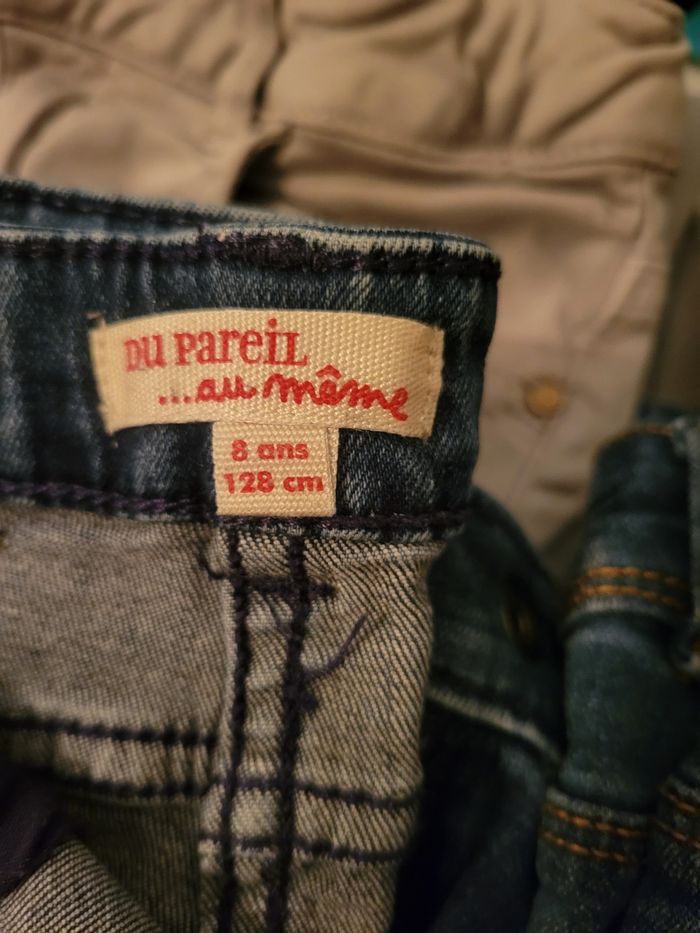 DU PareiL
...au même
8 ans
128 cm